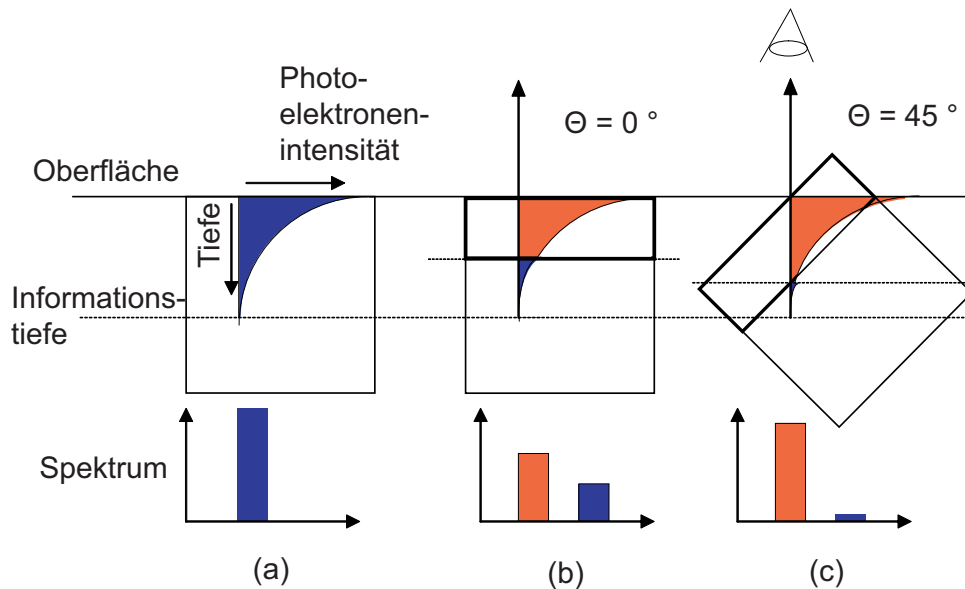 Photo-
elektronen-
intensität
Θ = 0 °
Θ = 45 °
Oberfläche
Tiefe
Informations-
tiefe
Spektrum
(a)
(b)
(c)